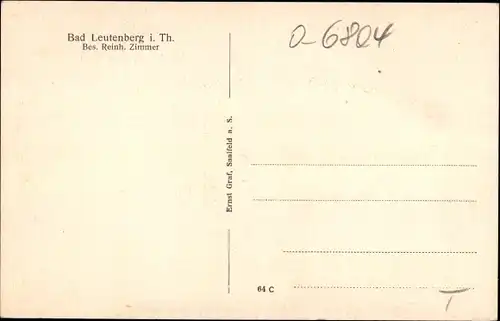 Bad Leutenberg i. Th.
Bes. Reinh. Zimmer
O-6804
Ernst Graf, Saalfeld a. S.
64 C
T